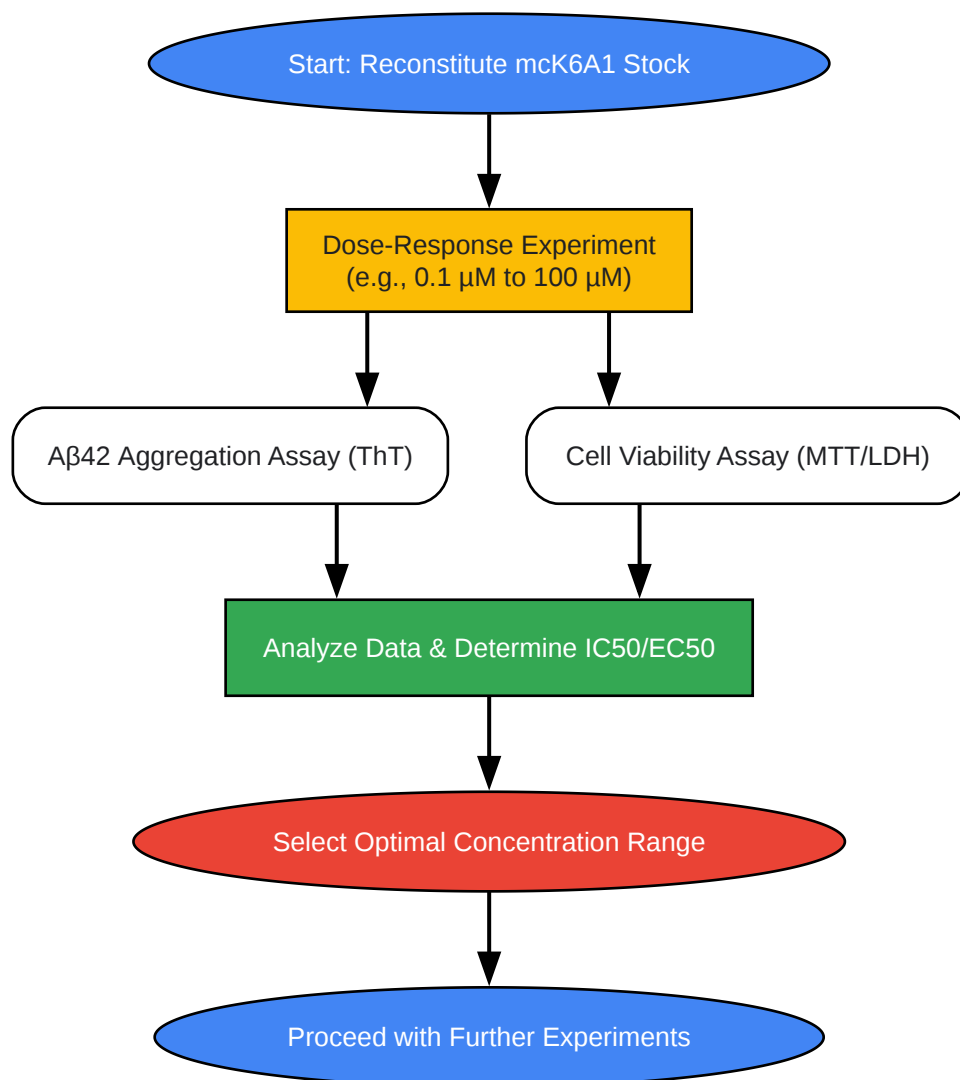 Start: Reconstitute mcK6A1 Stock
Dose-Response Experiment
(e.g., 0.1 µM to 100 µM)
Aβ42 Aggregation Assay (ThT)
Cell Viability Assay (MTT/LDH)
Analyze Data & Determine IC50/EC50
Select Optimal Concentration Range
Proceed with Further Experiments